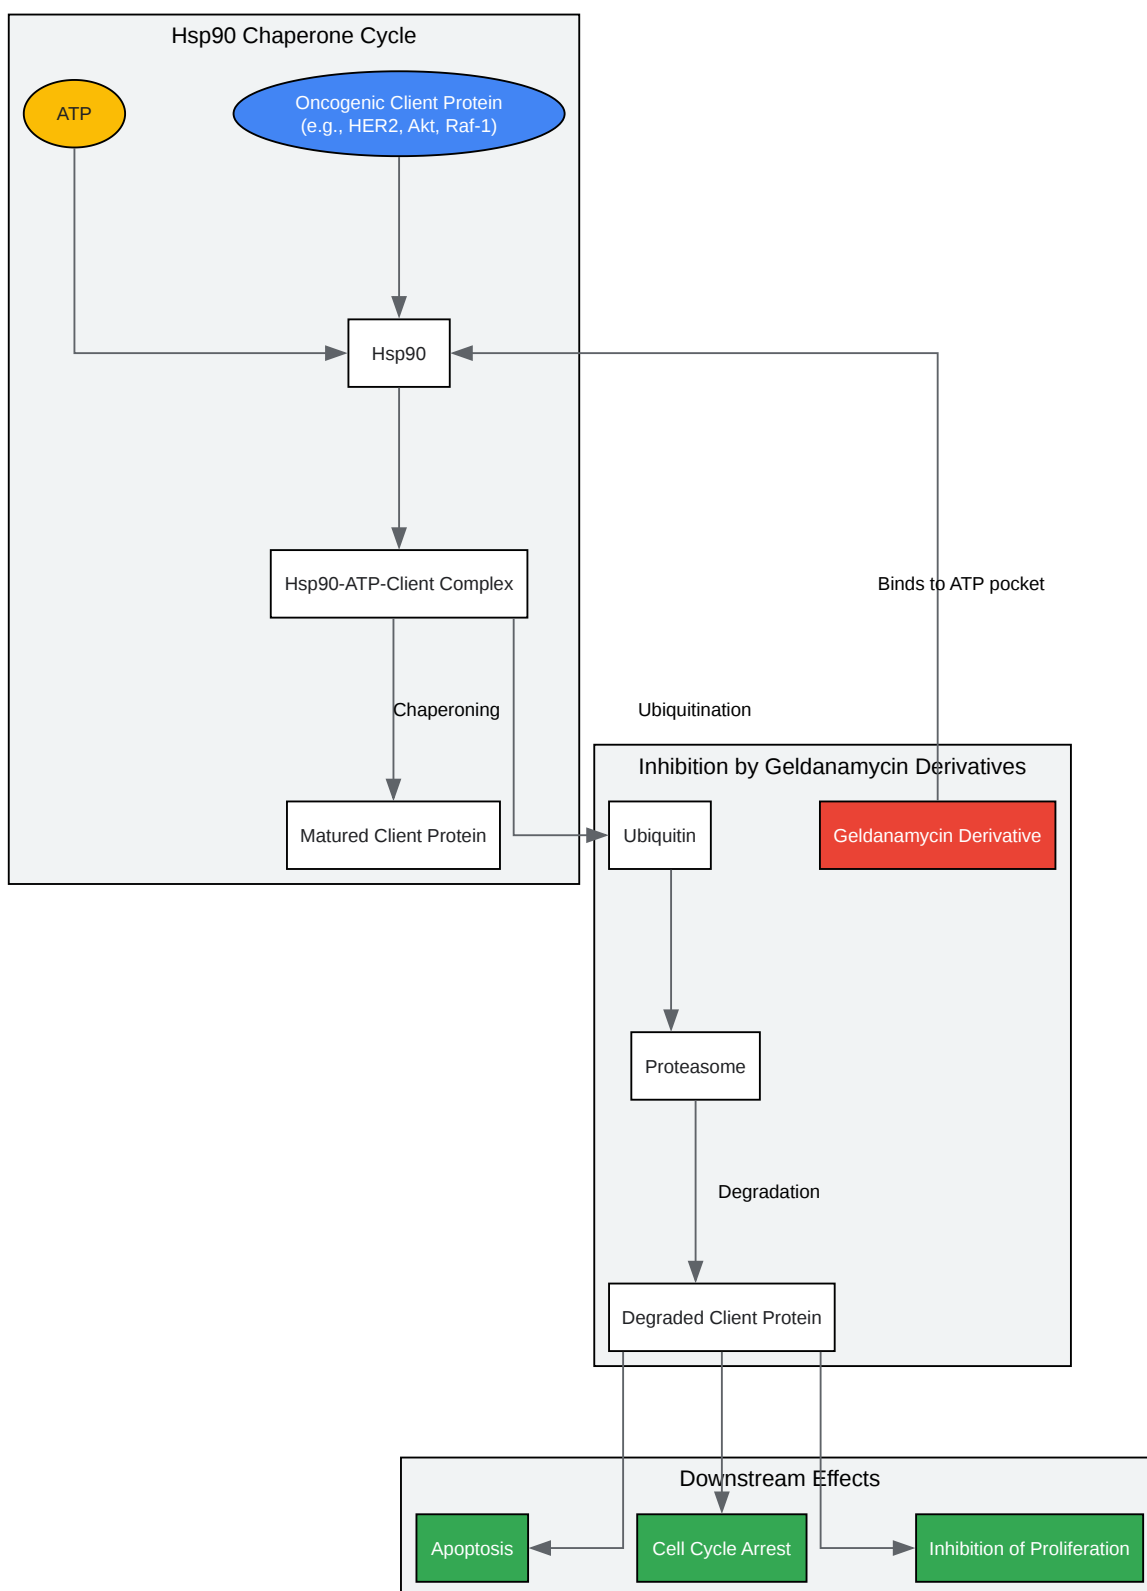 Hsp90 Chaperone Cycle
ATP
Oncogenic Client Protein
(e.g., HER2, Akt, Raf-1)
Hsp90
Hsp90-ATP-Client Complex
Binds to ATP pocket
Chaperoning
Ubiquitination
Inhibition by Geldanamycin Derivatives
Matured Client Protein
Ubiquitin
Geldanamycin Derivative
Proteasome
Degradation
Degraded Client Protein
Downstream Effects
Apoptosis
Cell Cycle Arrest
Inhibition of Proliferation